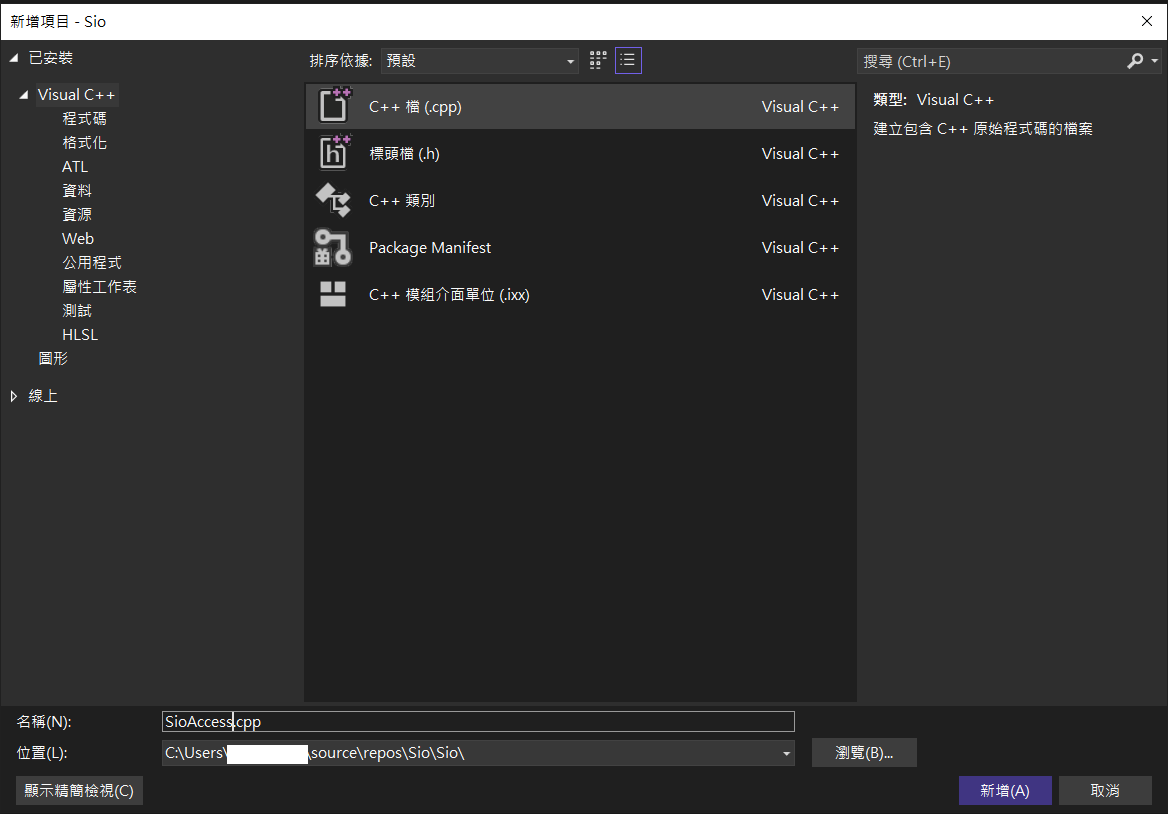 新增項目 - Sio
已安裝
Visual C++
程式碼
格式化
ATL
資料
資源
Web
公用程式
屬性工作表
測試
HLSL
圖形
線上
排序依據: 預設
C++ 檔 (.cpp) Visual C++
標頭檔 (.h) Visual C++
C++ 類別 Visual C++
Package Manifest Visual C++
C++ 模組介面單位 (.ixx) Visual C++
搜尋 (Ctrl+E)
類型: Visual C++
建立包含 C++ 原始程式碼的檔案
名稱(N): SioAccess.cpp
位置(L): C:\Users\ \source\repos\Sio\Sio\ 瀏覽(B)...
顯示精簡檢視(C) 新增(A) 取消